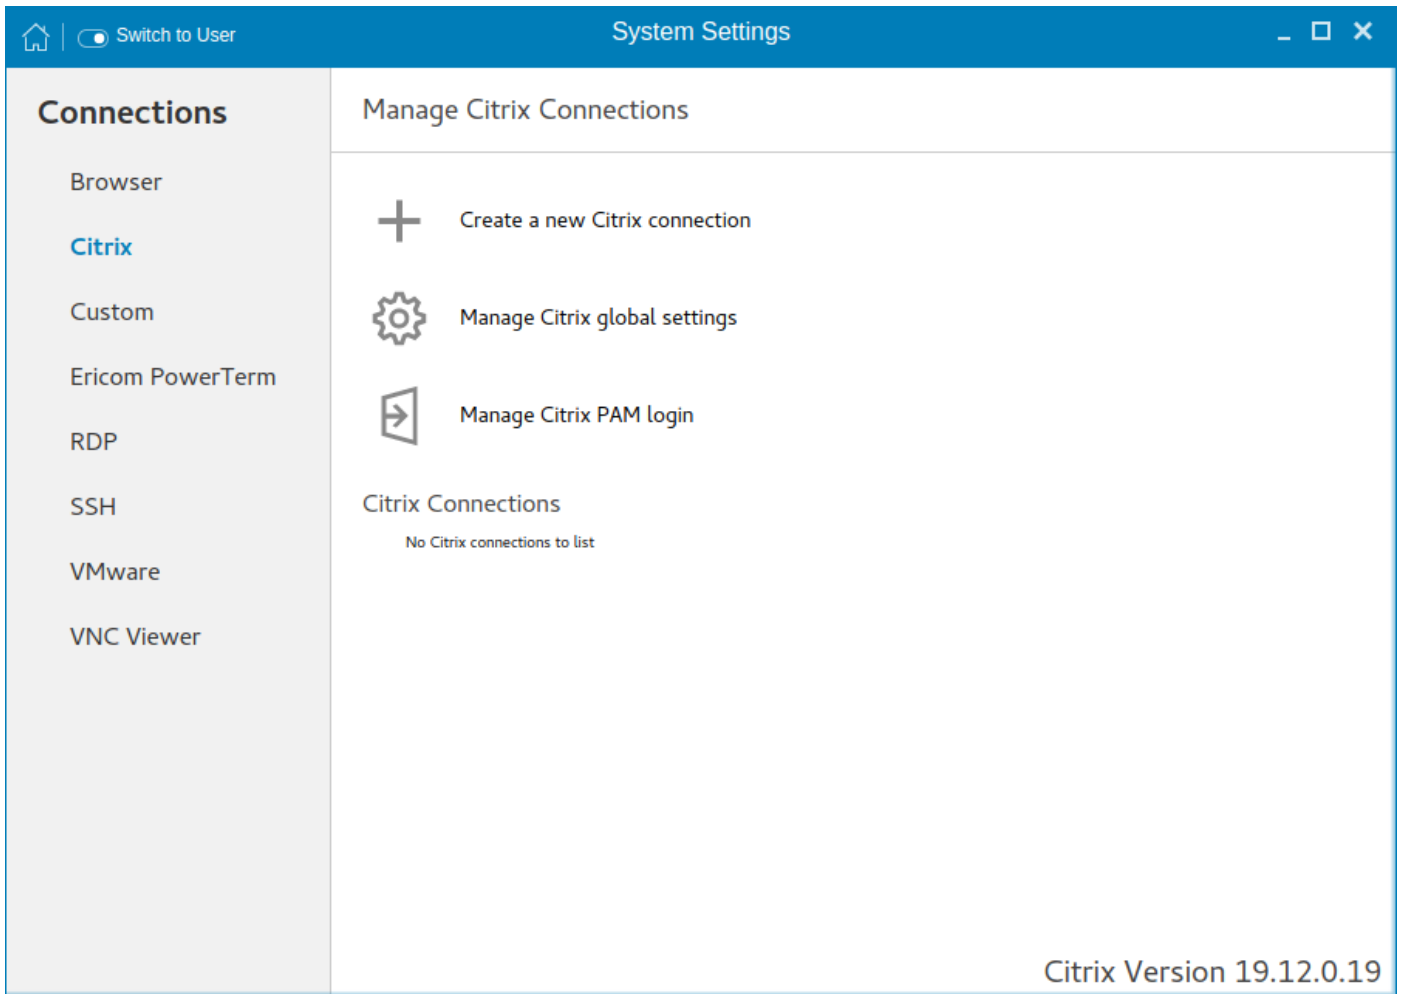 Switch to User
System Settings
Connections
Browser
Citrix
Custom
Ericom PowerTerm
RDP
SSH
VMware
VNC Viewer
Manage Citrix Connections
Create a new Citrix connection
Manage Citrix global settings
Manage Citrix PAM login
Citrix Connections
No Citrix connections to list
Citrix Version 19.12.0.19